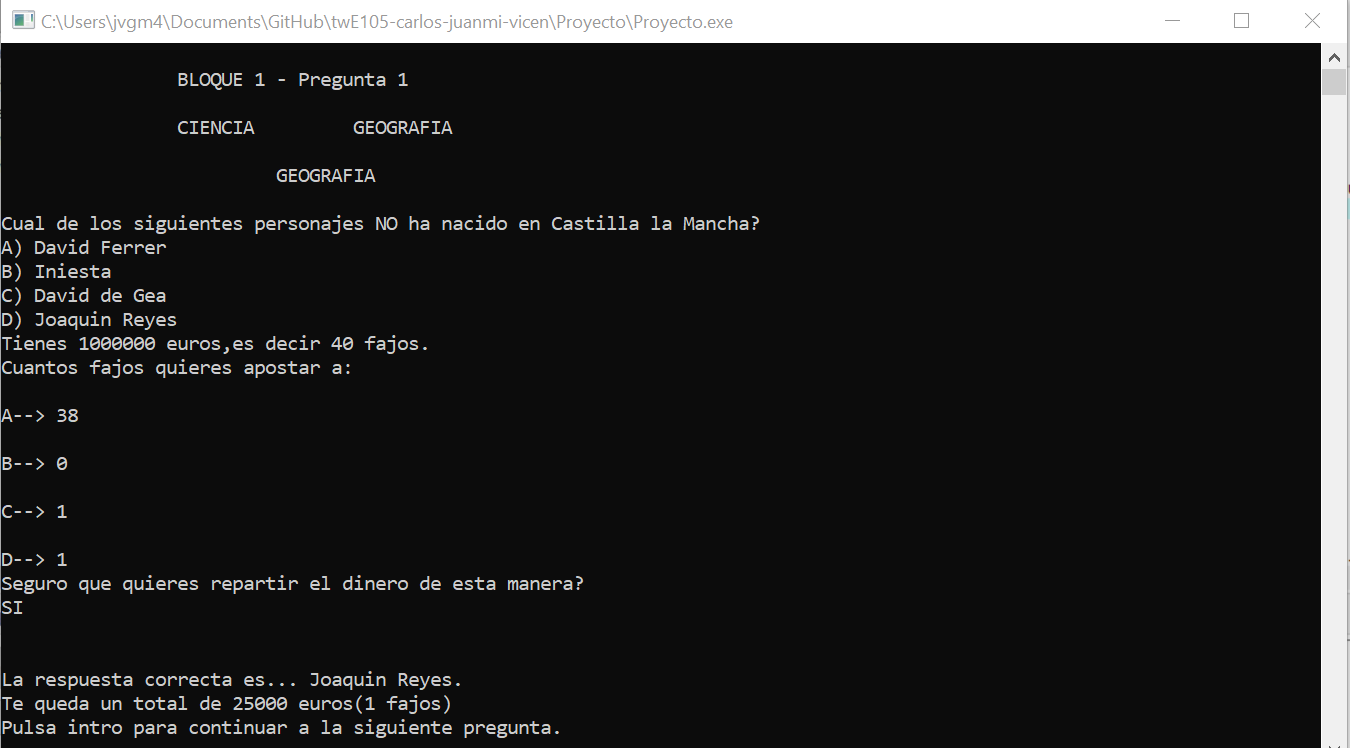 C:\Users\jvgm4\Documents\GitHub\twE105-carlos-juanmi-vicen\Proyecto\Proyecto.exe
BLOQUE 1 - Pregunta 1
CIENCIA GEOGRAFIA
GEOGRAFIA
Cual de los siguientes personajes NO ha nacido en Castilla la Mancha?
A) David Ferrer
B) Iniesta
C) David de Gea
D) Joaquin Reyes
Tienes 1000000 euros,es decir 40 fajos.
Cuantos fajos quieres apostar a:
A--> 38
B--> 0
C--> 1
D--> 1
Seguro que quieres repartir el dinero de esta manera?
SI
La respuesta correcta es... Joaquin Reyes.
Te queda un total de 25000 euros(1 fajos)
Pulsa intro para continuar a la siguiente pregunta.